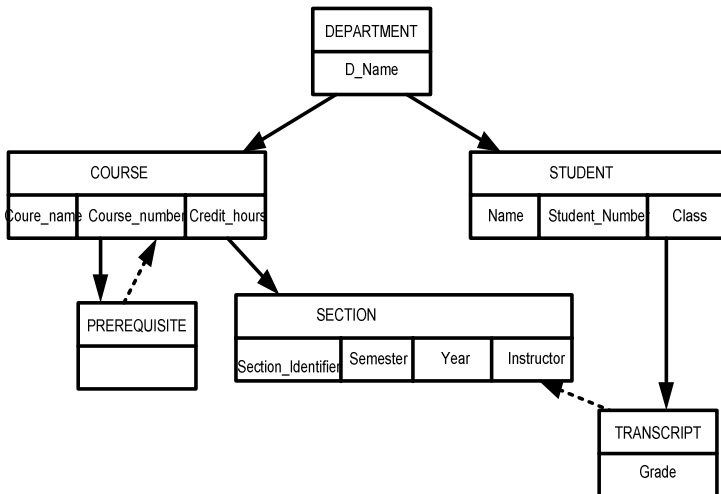 DEPARTMENT
D_Name
COURSE
Coure_name Course_number Credit_hours
STUDENT
Name Student_Number Class
PREREQUISITE
SECTION
Section_Identifier Semester Year Instructor
TRANSCRIPT
Grade